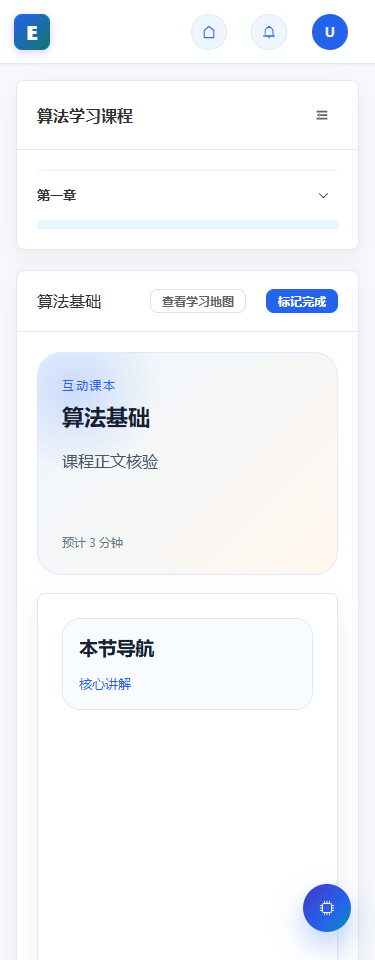 E
U
算法学习课程
第一章
算法基础
查看学习地图
标记完成
互动课本
算法基础
课程正文核验
预计 3 分钟
本节导航
核心讲解